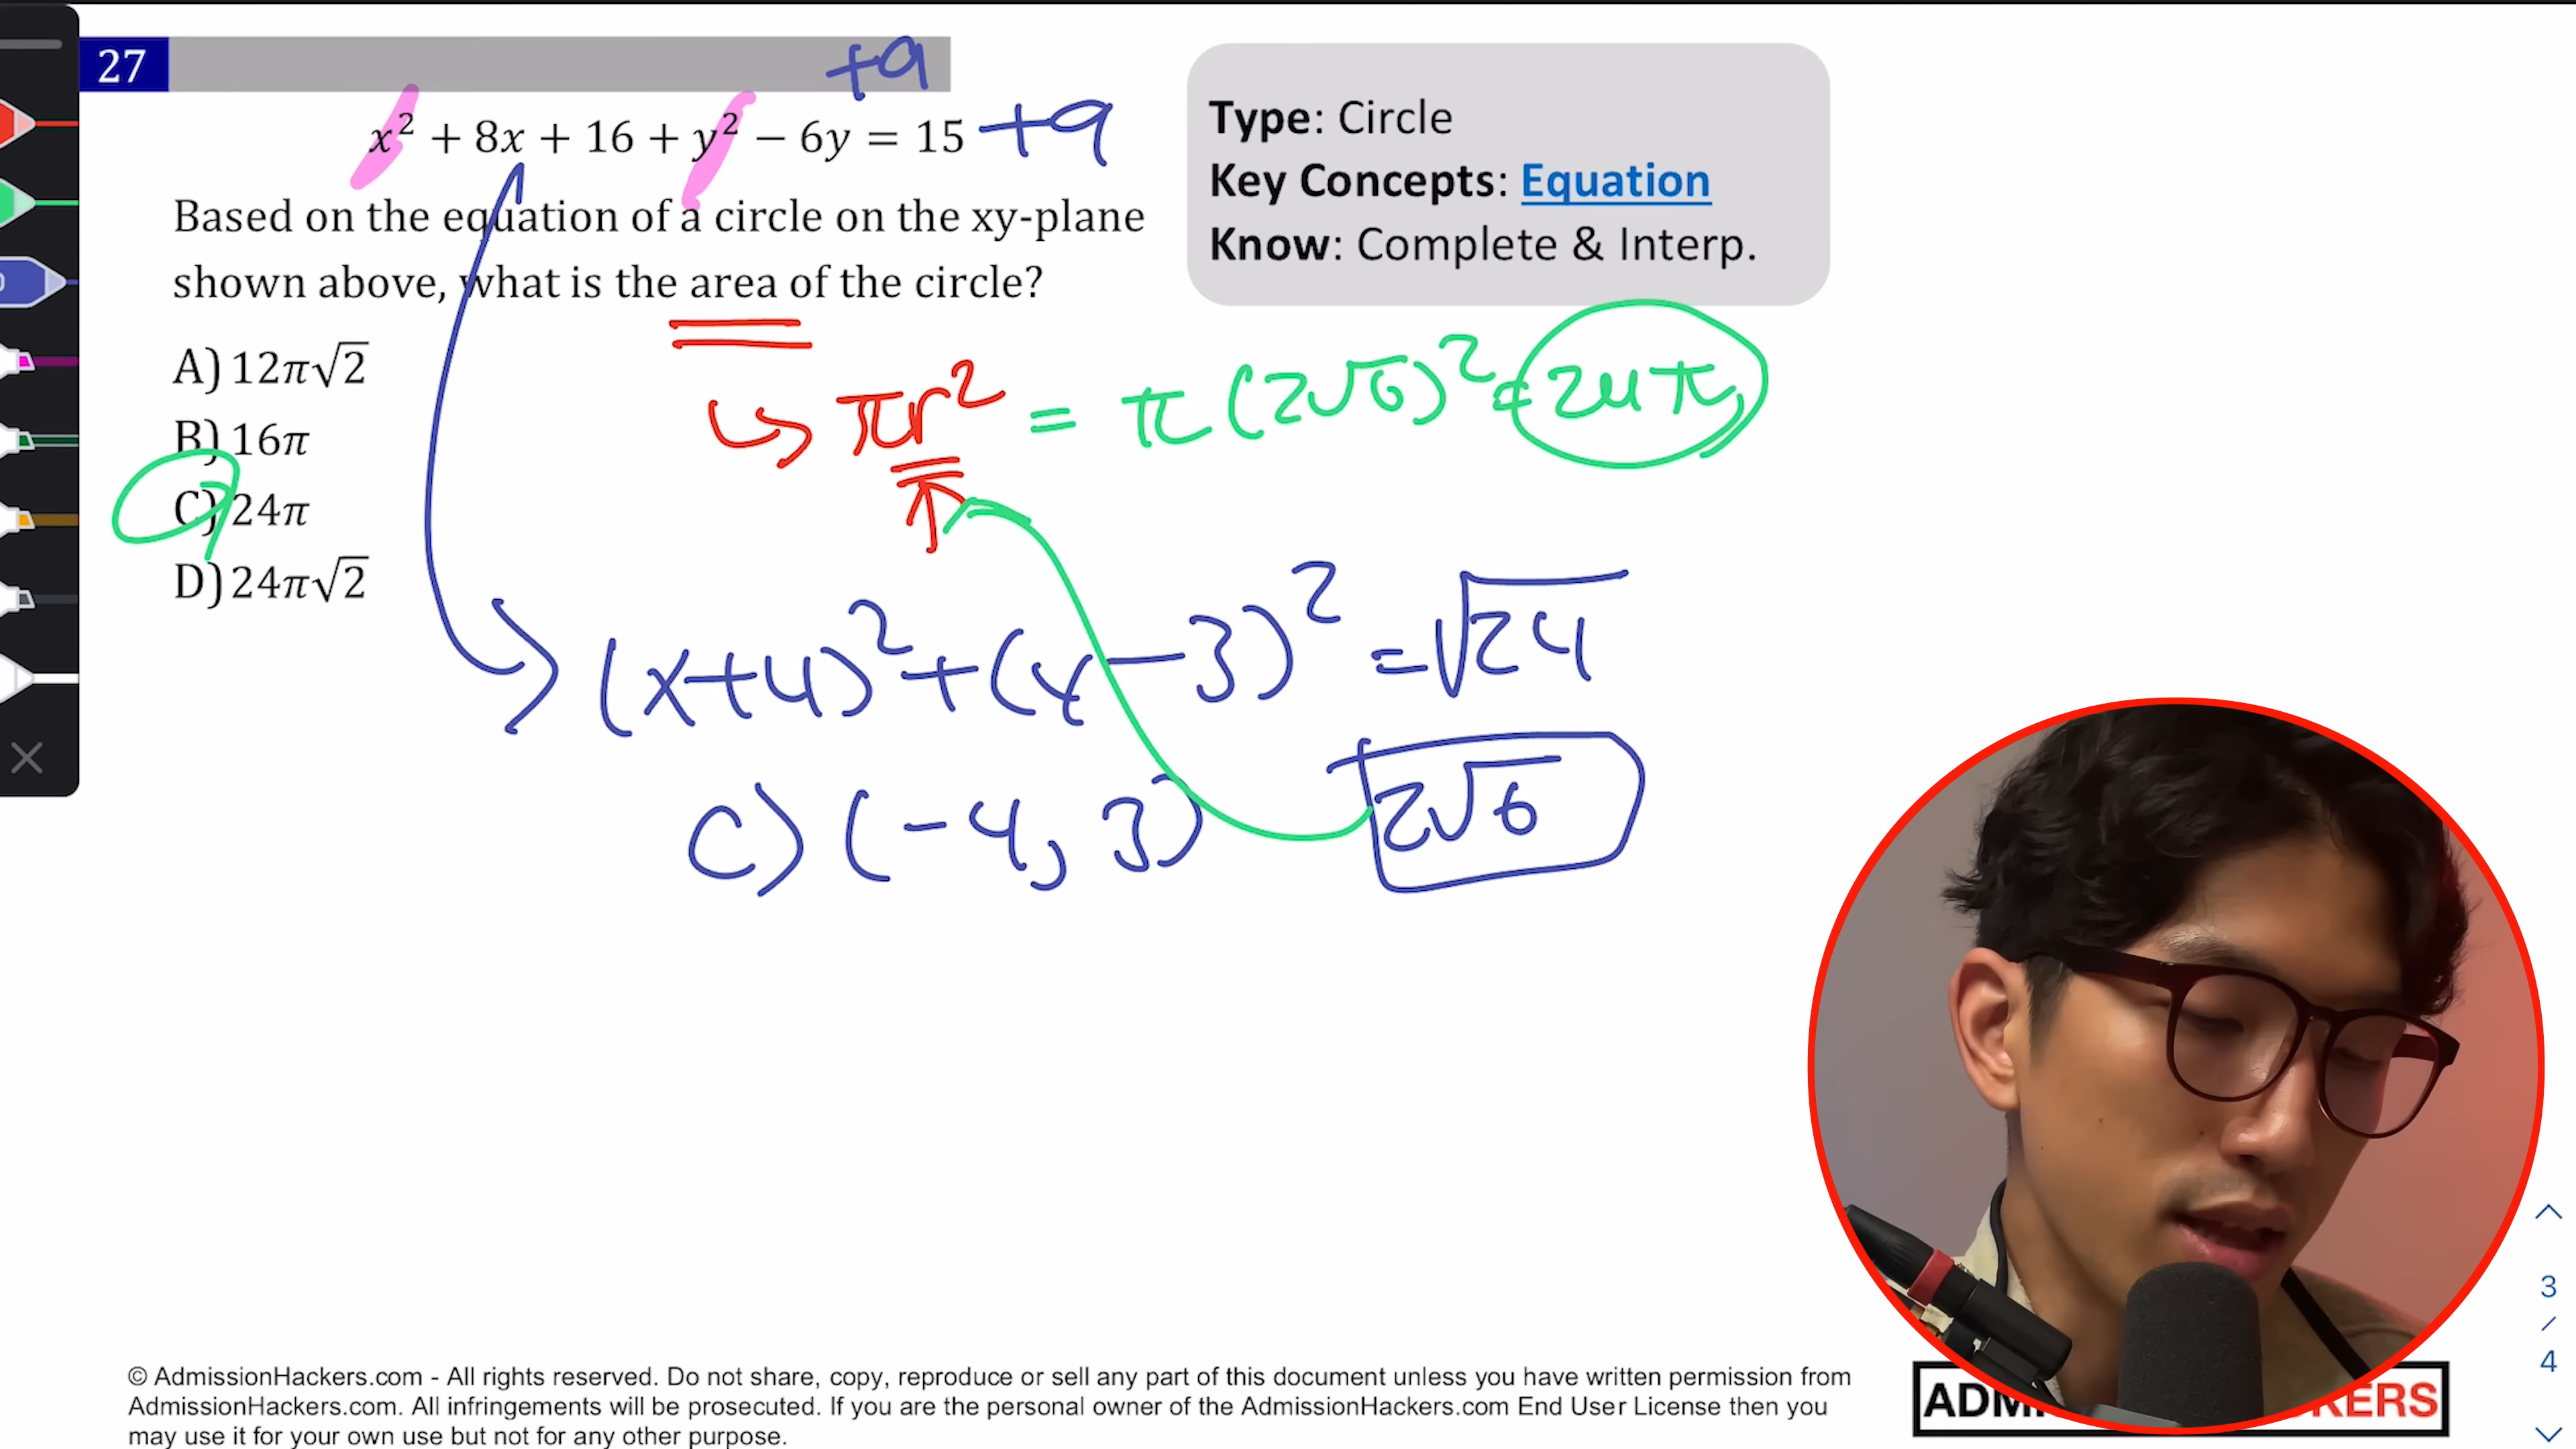 27
+9
x² + 8x + 16 + y² − 6y = 15 +9
Based on the equation of a circle on the xy-plane
shown above, what is the area of the circle?
A) 12π√2
B) 16π
C) 24π
D) 24π√2
Type: Circle
Key Concepts: Equation
Know: Complete & Interp.
πr² = π(2√6)² = 24π
(x+4)² + (y−3)² = √24
C) (−4, 3)
2√6
3
/
4
© AdmissionHackers.com - All rights reserved. Do not share, copy, reproduce or sell any part of this document unless you have written permission from
AdmissionHackers.com. All infringements will be prosecuted. If you are the personal owner of the AdmissionHackers.com End User License then you
may use it for your own use but not for any other purpose.